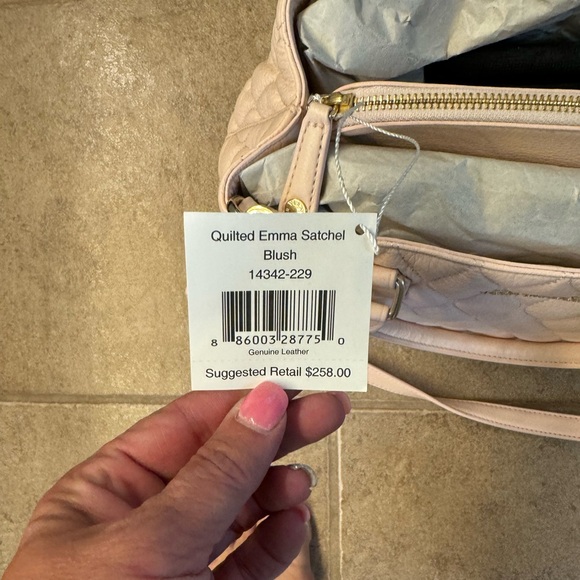 Quilted Emma Satchel
Blush
14342-229
8 86003 28775 0
Genuine Leather
Suggested Retail $258.00